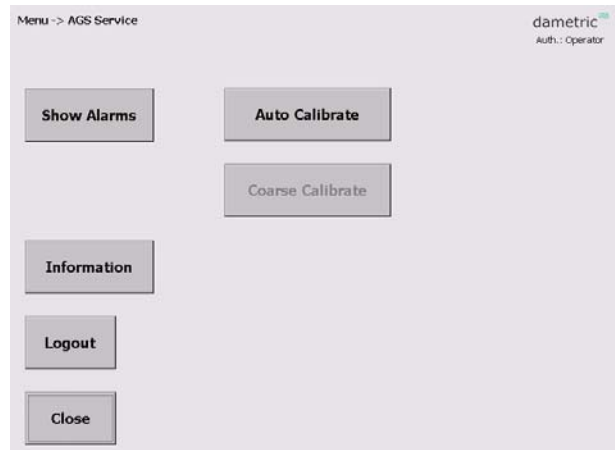 Menu -> AGS Service
dametric
Auth.: Operator
Show Alarms
Auto Calibrate
Coarse Calibrate
Information
Logout
Close